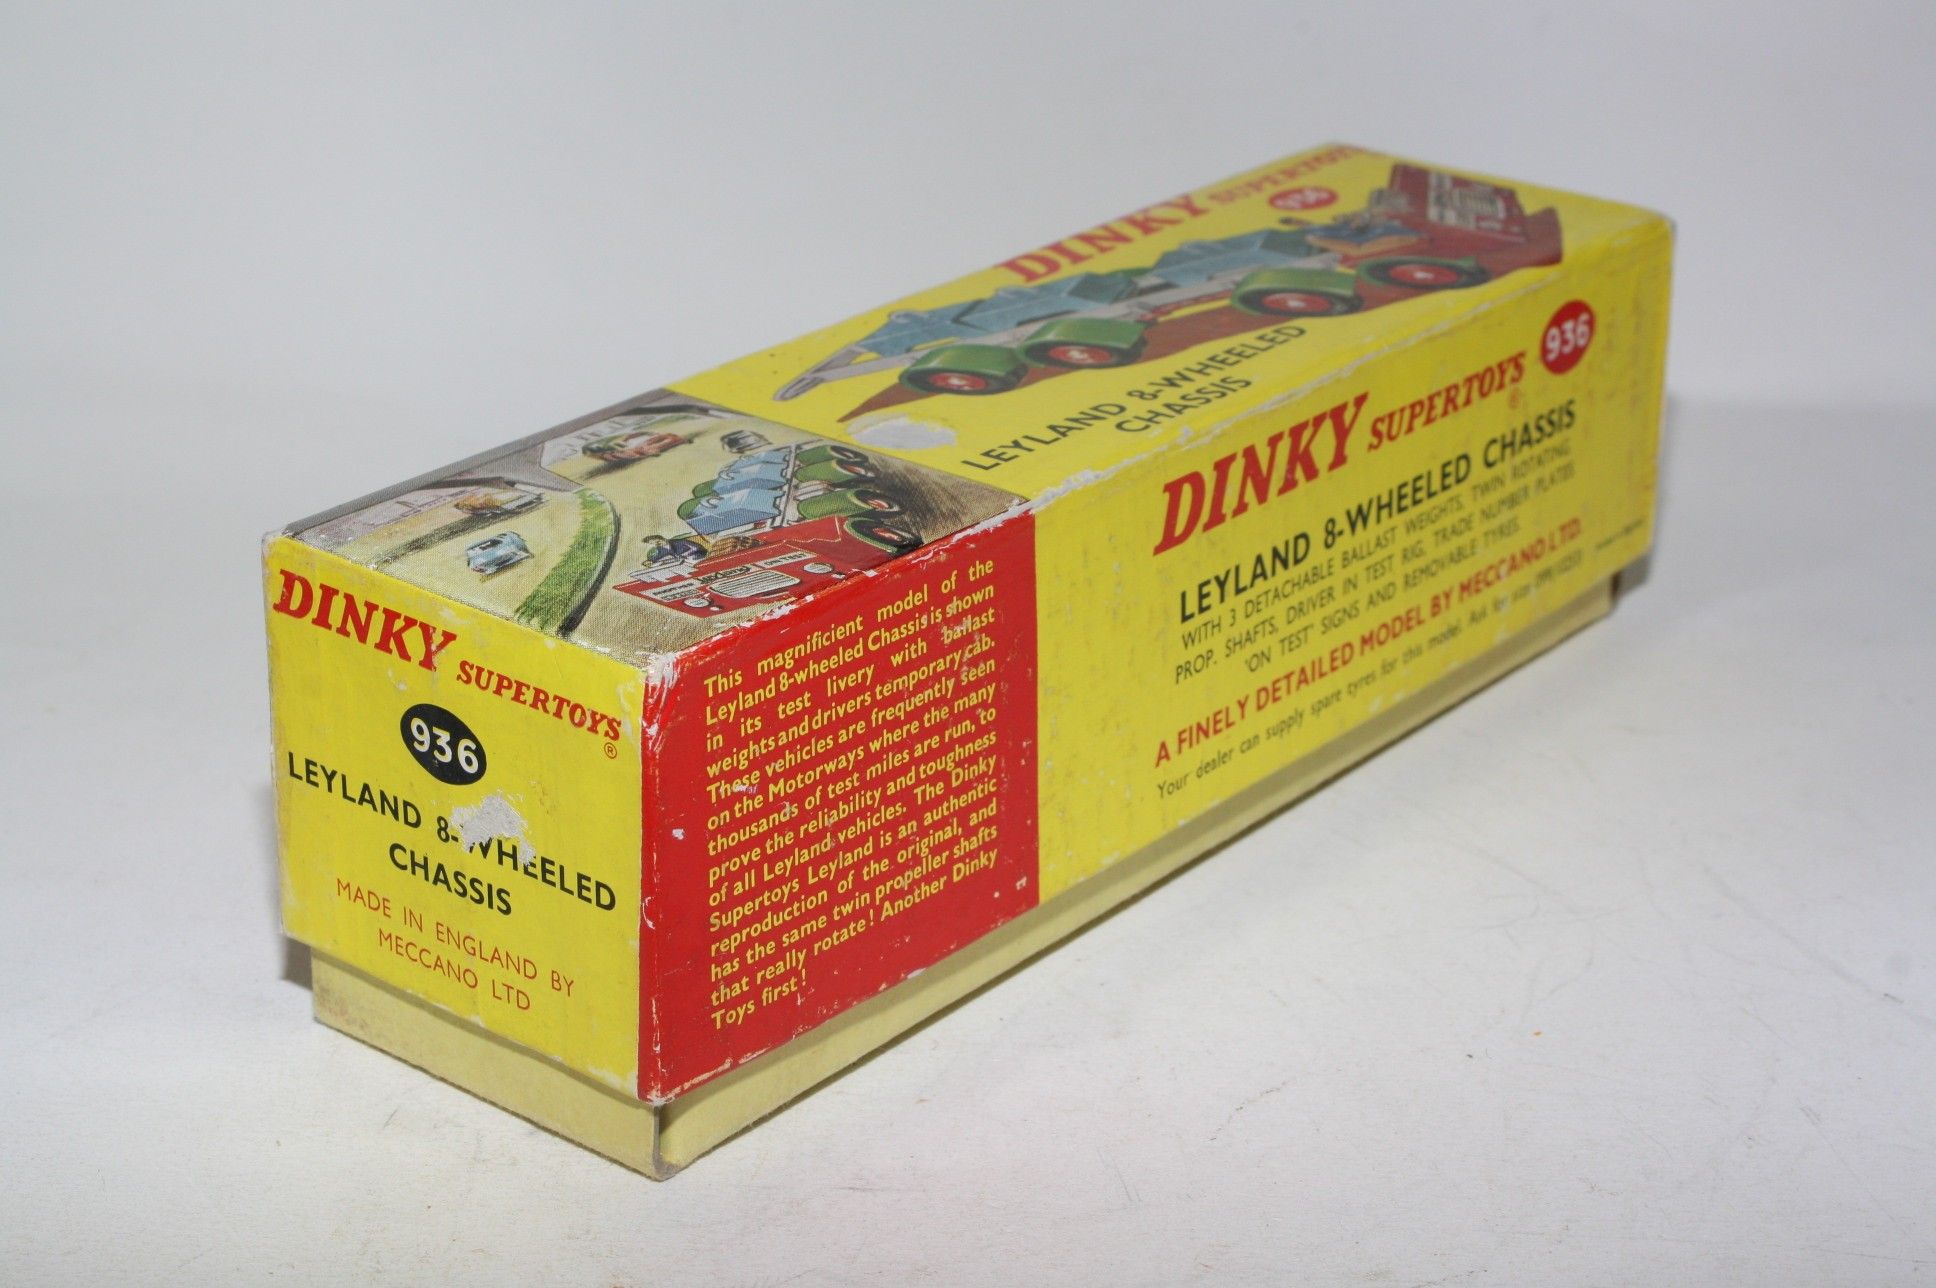 DINKY SUPERTOYS
936
LEYLAND 8-WHEELED
CHASSIS
DINKY SUPERTOYS®
936
LEYLAND 8-WHEELED
CHASSIS
MADE IN ENGLAND BY
MECCANO LTD
This magnificient model of the
Leyland 8-wheeled Chassis is shown
in its test livery with ballast
weights and drivers temporary cab.
These vehicles are frequently seen
on the Motorways where the many
thousands of test miles are run, to
prove the reliability and toughness
of all Leyland vehicles. The Dinky
Supertoys Leyland is an authentic
reproduction of the original, and
has the same twin propeller shafts
that really rotate! Another Dinky
Toys first!
DINKY SUPERTOYS® 936
LEYLAND 8-WHEELED CHASSIS
WITH 3 DETACHABLE BALLAST WEIGHTS, TWIN ROTATING
PROP. SHAFTS, DRIVER IN TEST RIG, TRADE NUMBER PLATES
'ON TEST' SIGNS AND REMOVABLE TYRES.
A FINELY DETAILED MODEL BY MECCANO LTD.
Your dealer can supply spare tyres for this model. Ask for size